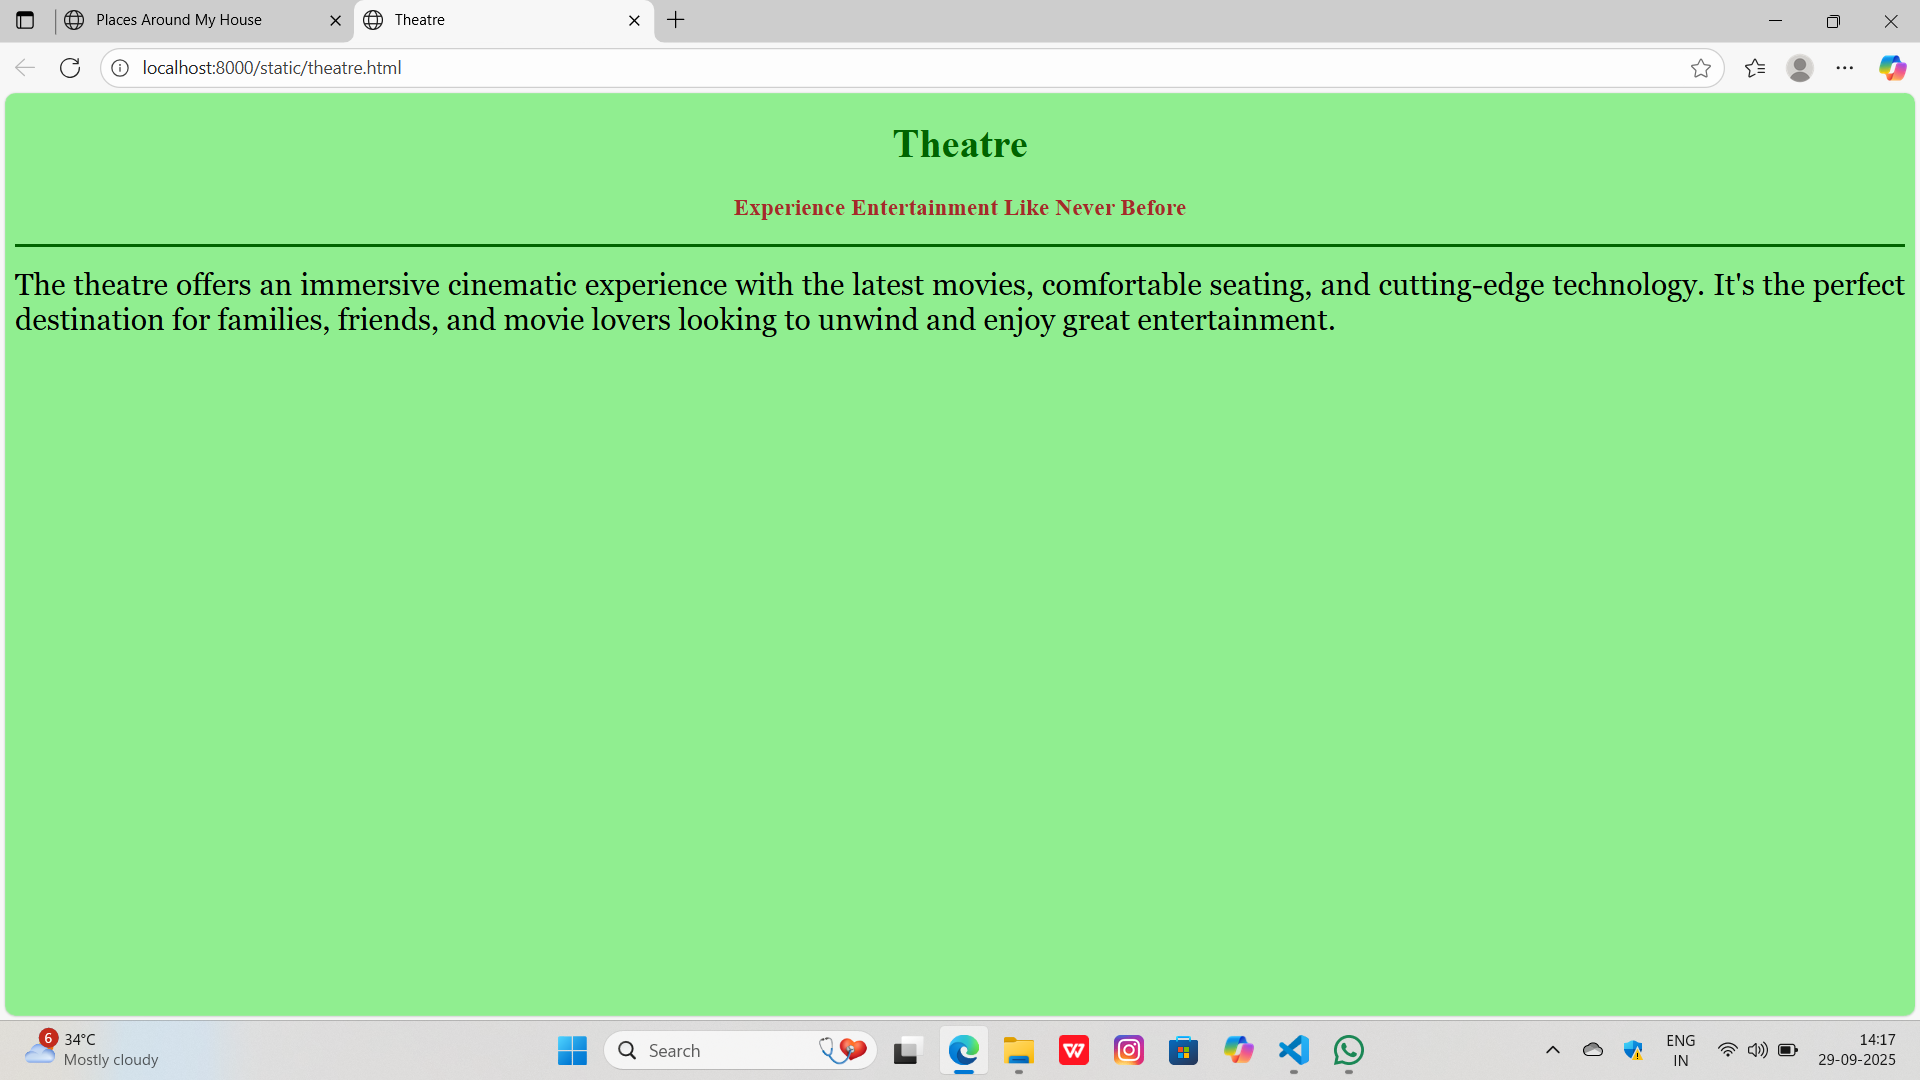 Places Around My House
Theatre
localhost:8000/static/theatre.html
Theatre
Experience Entertainment Like Never Before
The theatre offers an immersive cinematic experience with the latest movies, comfortable seating, and cutting-edge technology. It's the perfect
destination for families, friends, and movie lovers looking to unwind and enjoy great entertainment.
6
34°C
Mostly cloudy
Search
W
ENG
IN
14:17
29-09-2025